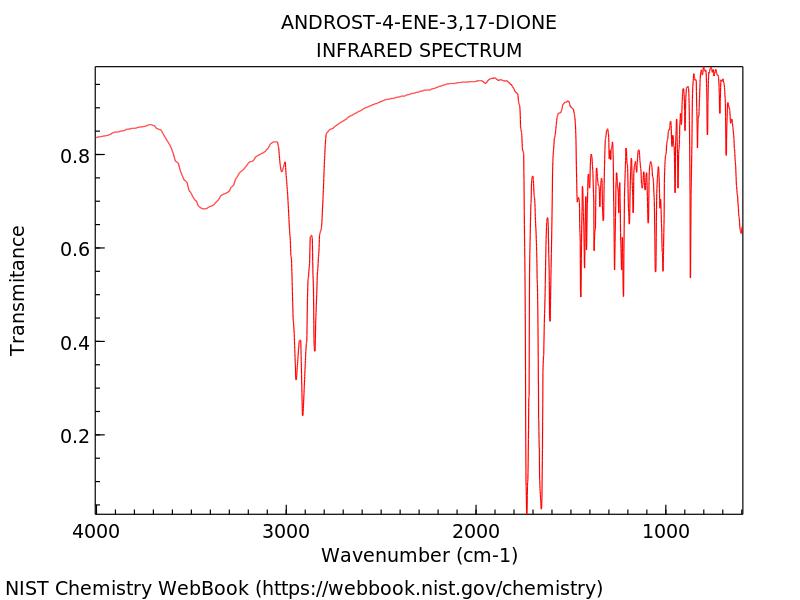 ANDROST-4-ENE-3,17-DIONE
INFRARED SPECTRUM
Transmitance
0.8
0.6
0.4
0.2
4000 3000 2000 1000
Wavenumber (cm-1)
NIST Chemistry WebBook (https://webbook.nist.gov/chemistry)